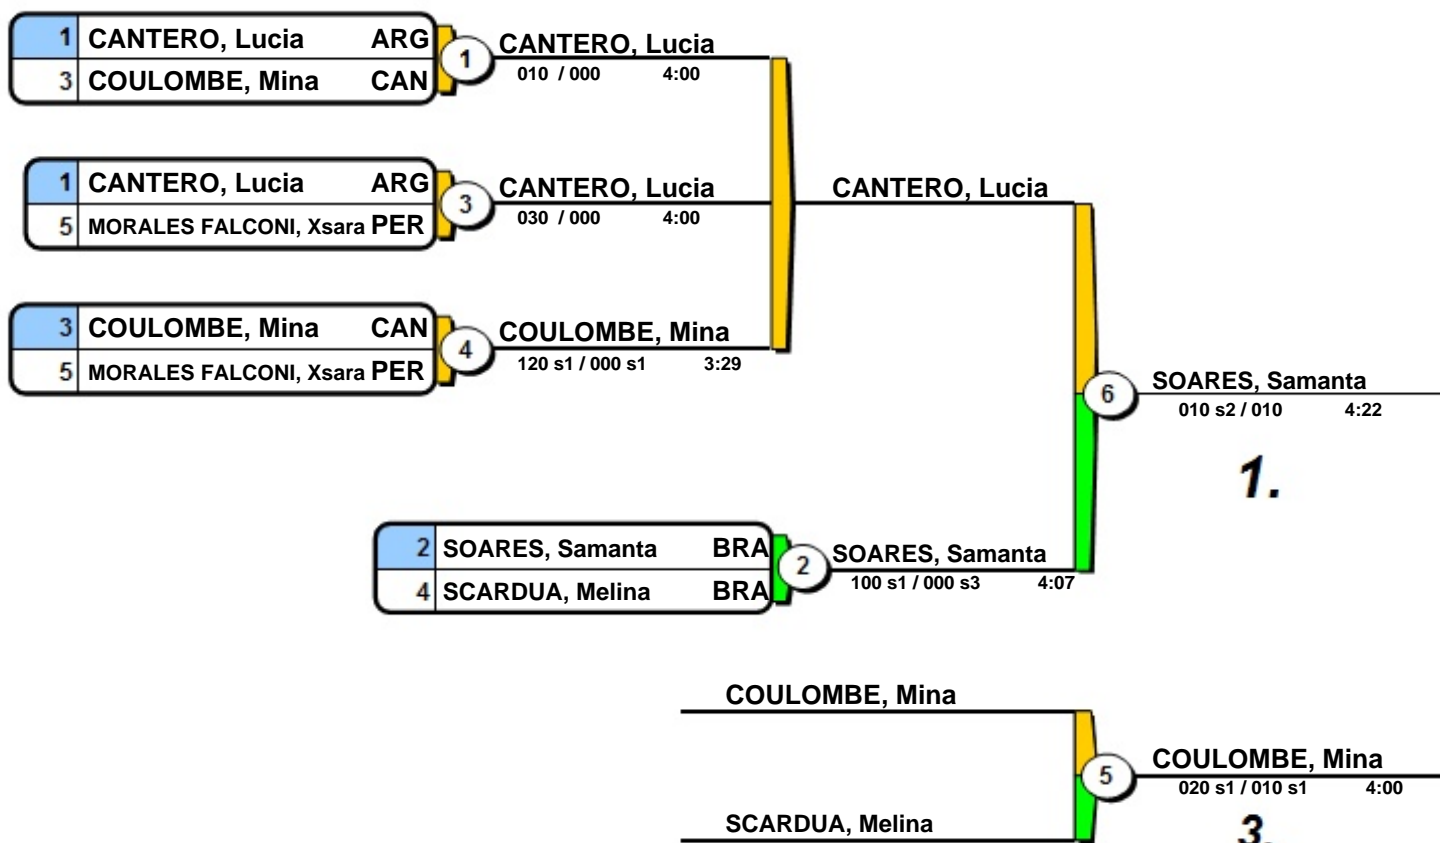 1 CANTERO, Lucia ARG
3 COULOMBE, Mina CAN
1
CANTERO, Lucia
010 / 000 4:00
1 CANTERO, Lucia ARG
5 MORALES FALCONI, Xsara PER
3
CANTERO, Lucia
030 / 000 4:00
CANTERO, Lucia
3 COULOMBE, Mina CAN
5 MORALES FALCONI, Xsara PER
4
COULOMBE, Mina
120 s1 / 000 s1 3:29
6
SOARES, Samanta
010 s2 / 010 4:22
1.
2 SOARES, Samanta BRA
4 SCARDUA, Melina BRA
2
SOARES, Samanta
100 s1 / 000 s3 4:07
COULOMBE, Mina
5
COULOMBE, Mina
020 s1 / 010 s1 4:00
SCARDUA, Melina
3.